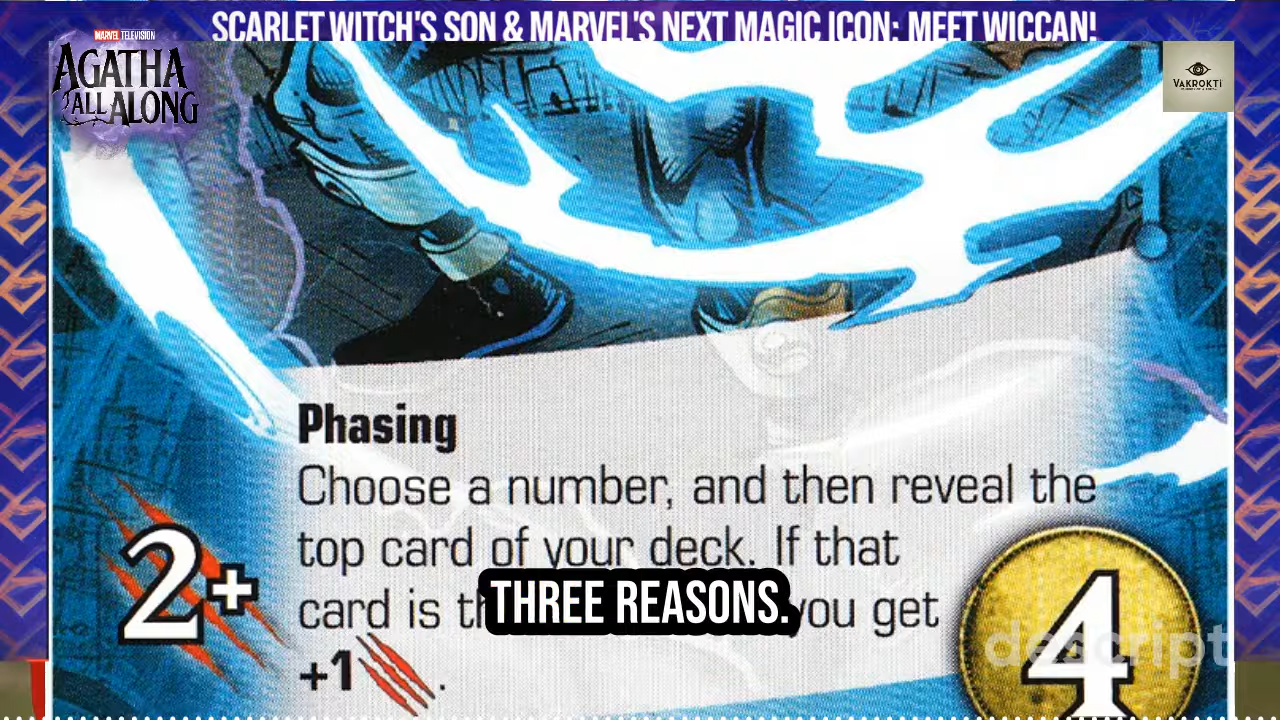 SCARLET WITCH'S SON & MARVEL'S NEXT MAGIC ICON: MEET WICCAN!
MARVEL TELEVISION
AGATHA
ALL ALONG
VAKROKTI
Phasing
Choose a number, and then reveal the
top card of your deck. If that
card is
you get
THREE REASONS.
+1
.
2+
4
descript